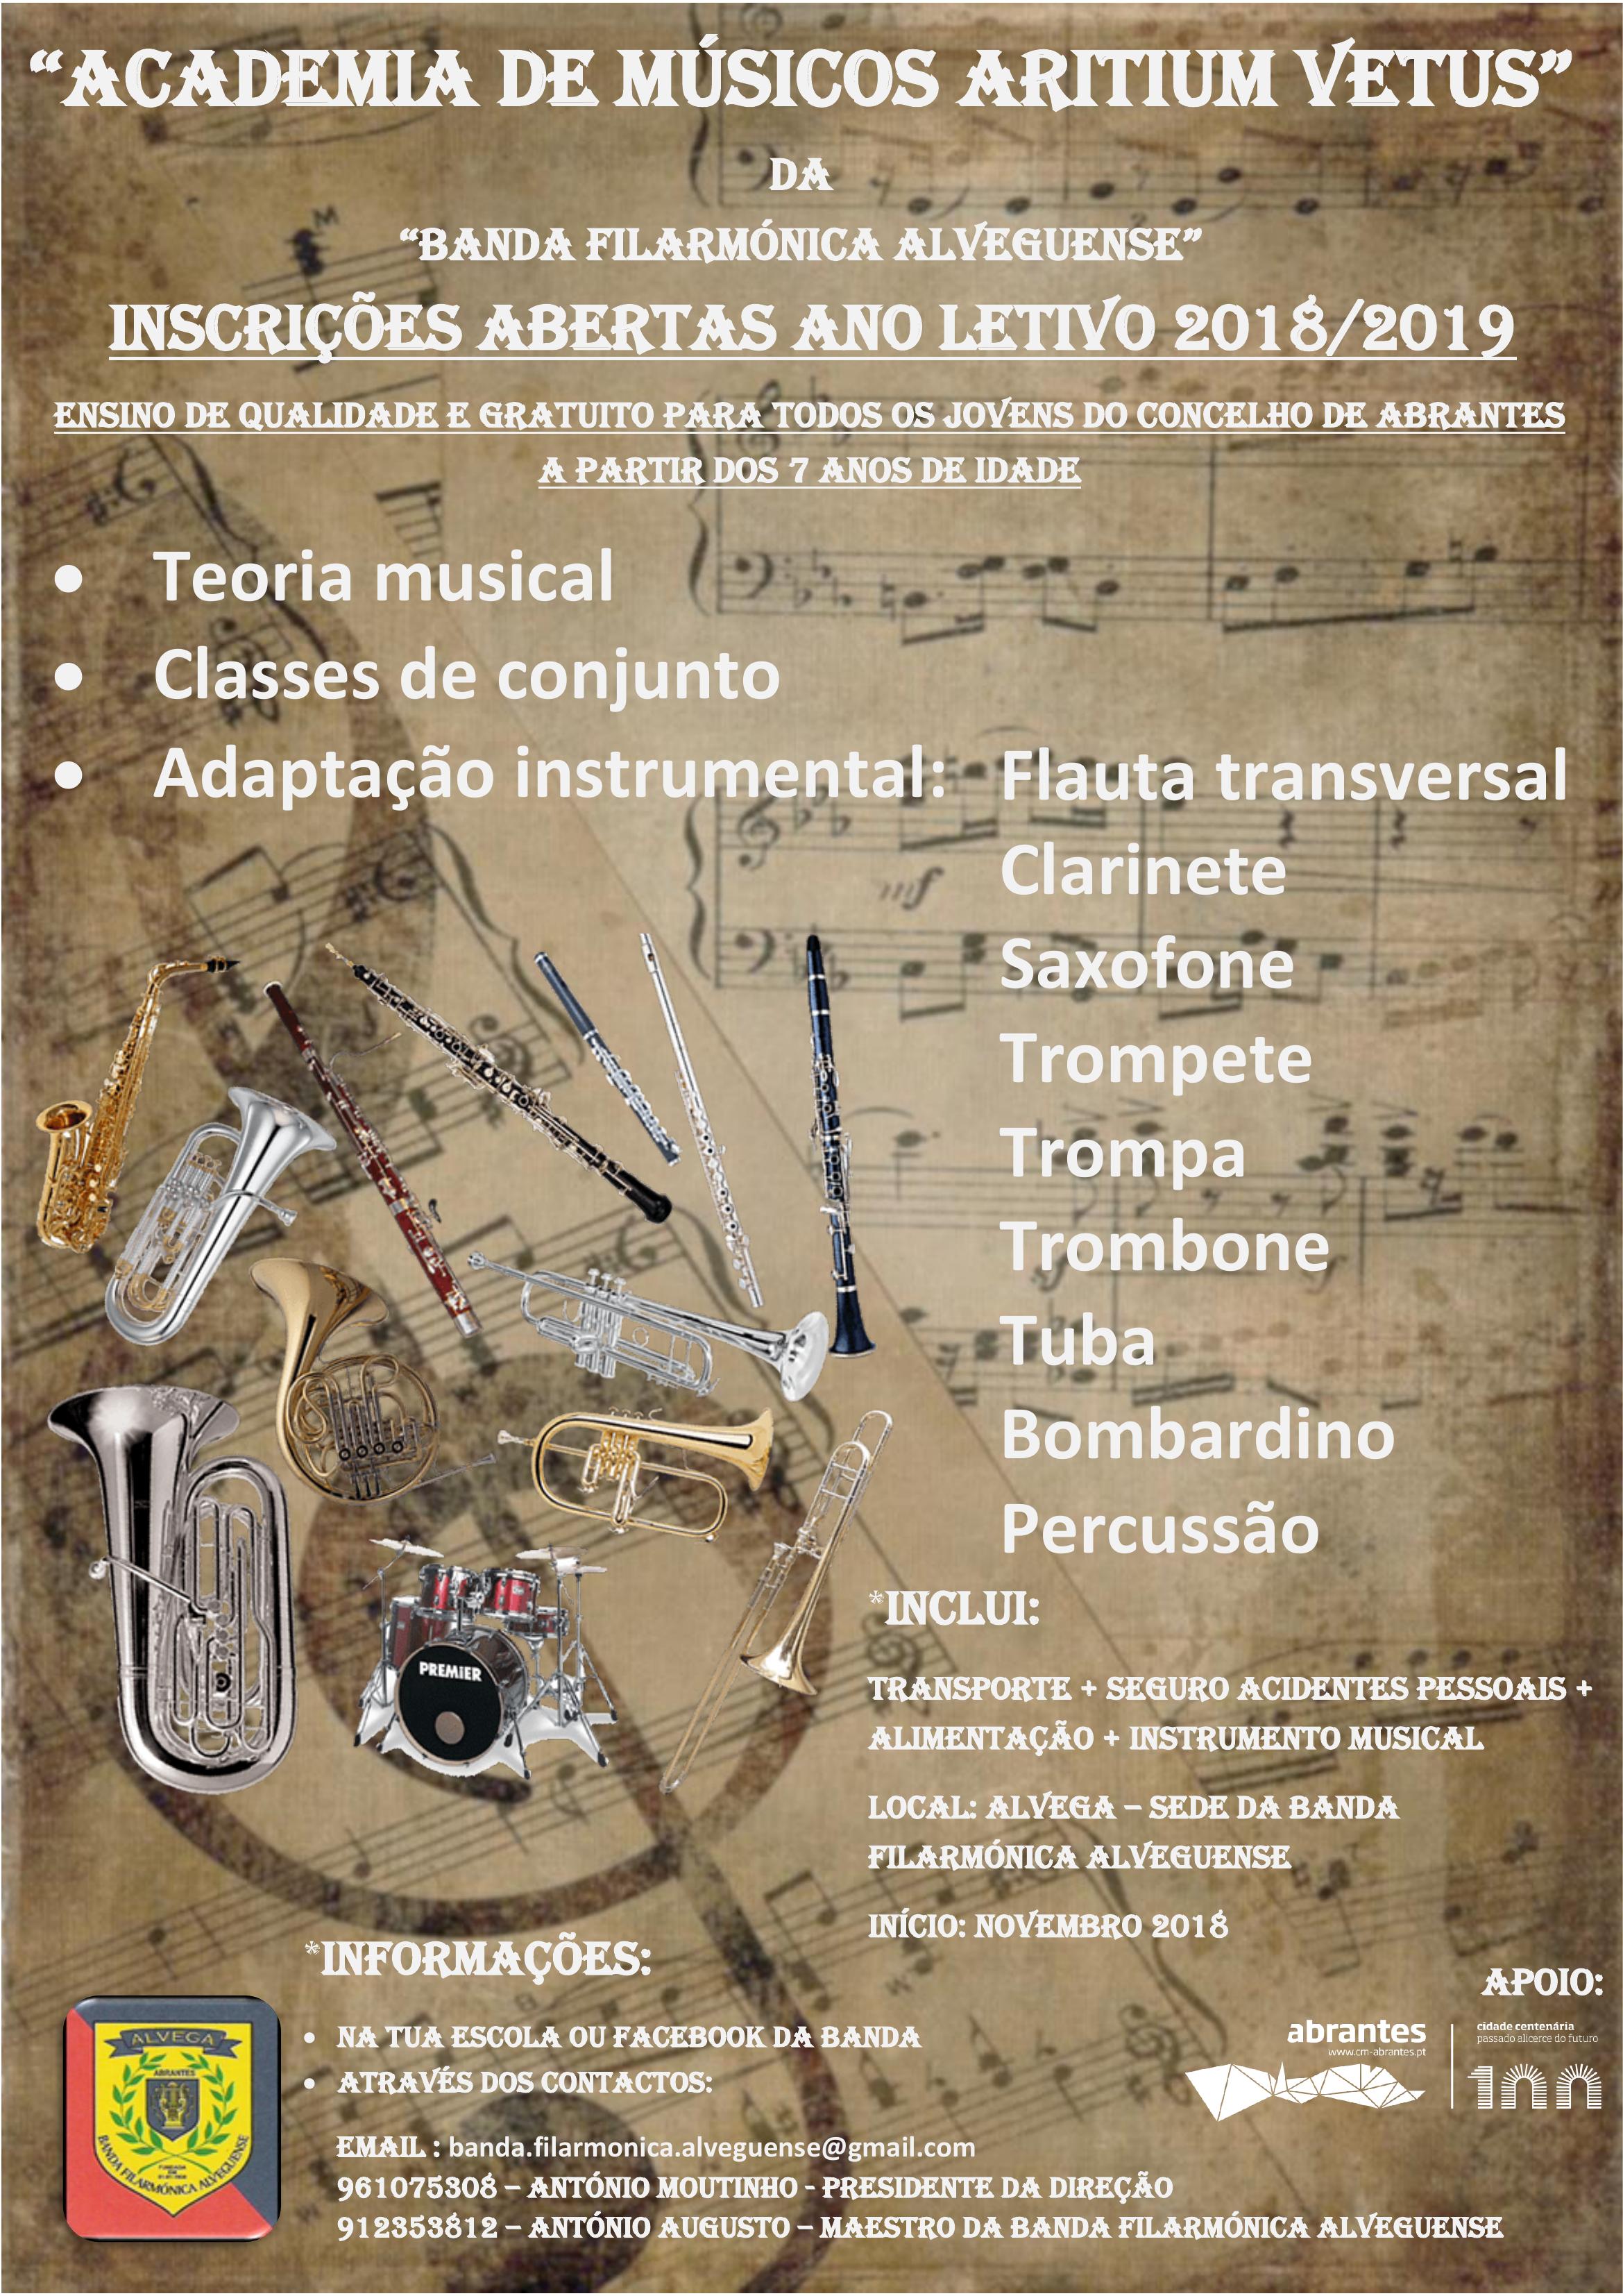 “ACADEMIA DE MÚSICOS ARITIUM VETUS”
DA
“BANDA FILARMÓNICA ALVEGUENSE”
INSCRIÇÕES ABERTAS ANO LETIVO 2018/2019
ENSINO DE QUALIDADE E GRATUITO PARA TODOS OS JOVENS DO CONCELHO DE ABRANTES
A PARTIR DOS 7 ANOS DE IDADE
• Teoria musical
• Classes de conjunto
• Adaptação instrumental: Flauta transversal
Clarinete
Saxofone
Trompete
Trompa
Trombone
Tuba
Bombardino
Percussão
PREMIER
*INCLUI:
TRANSPORTE + SEGURO ACIDENTES PESSOAIS +
ALIMENTAÇÃO + INSTRUMENTO MUSICAL
LOCAL: ALVEGA – SEDE DA BANDA
FILARMÓNICA ALVEGUENSE
INÍCIO: NOVEMBRO 2018
*INFORMAÇÕES:
• NA TUA ESCOLA OU FACEBOOK DA BANDA
• ATRAVÉS DOS CONTACTOS:
EMAIL : banda.filarmonica.alveguense@gmail.com
961075308 – ANTÓNIO MOUTINHO - PRESIDENTE DA DIREÇÃO
912353812 – ANTÓNIO AUGUSTO – MAESTRO DA BANDA FILARMÓNICA ALVEGUENSE
ALVEGA
ABRANTES
BANDA FILARMÓNICA ALVEGUENSE
APOIO:
abrantes
www.cm-abrantes.pt
cidade centenária
passado alicerce do futuro
100